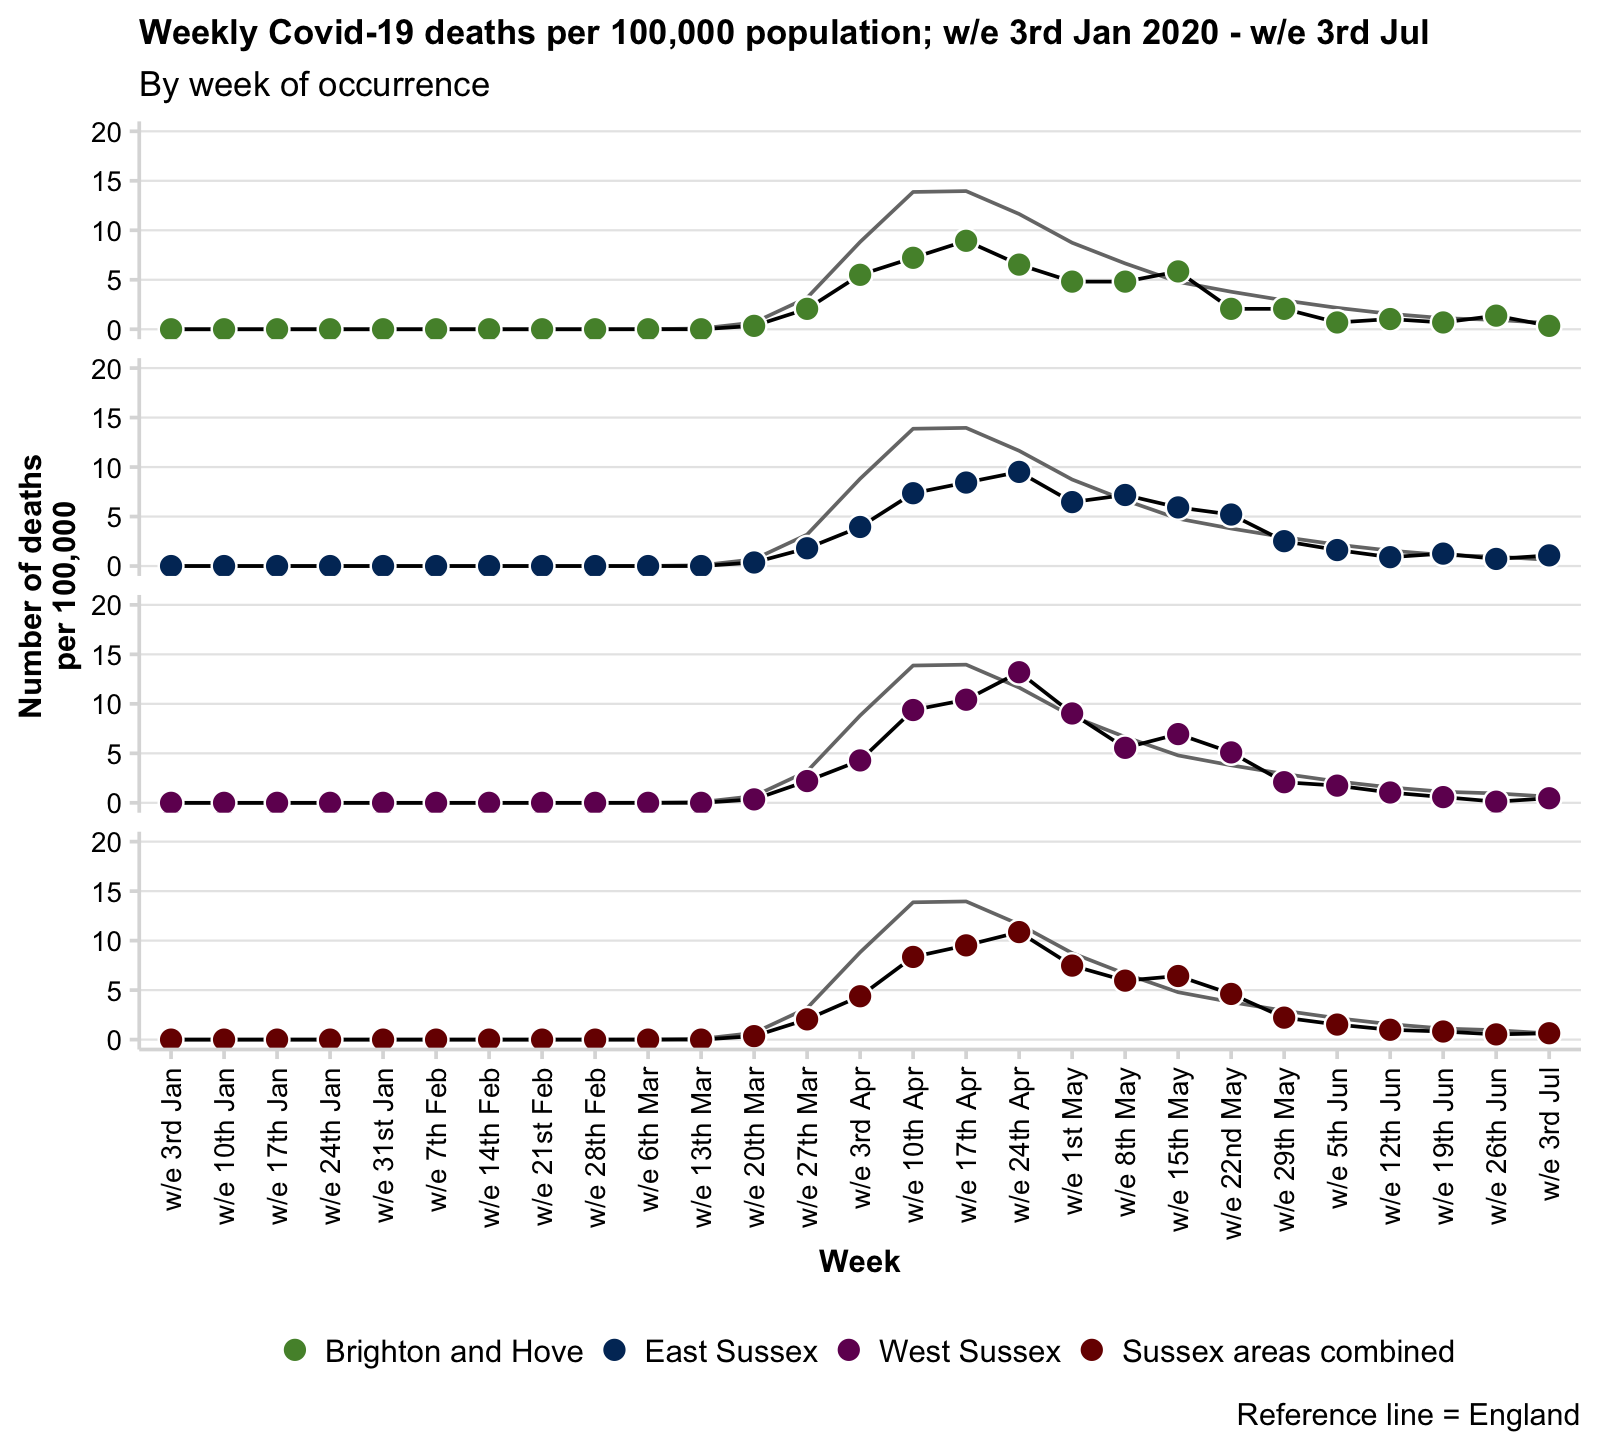 Weekly Covid-19 deaths per 100,000 population; w/e 3rd Jan 2020 - w/e 3rd Jul
By week of occurrence
Number of deaths
per 100,000
20
15
10
5
0
20
15
10
5
0
20
15
10
5
0
20
15
10
5
0
w/e 3rd Jan
w/e 10th Jan
w/e 17th Jan
w/e 24th Jan
w/e 31st Jan
w/e 7th Feb
w/e 14th Feb
w/e 21st Feb
w/e 28th Feb
w/e 6th Mar
w/e 13th Mar
w/e 20th Mar
w/e 27th Mar
w/e 3rd Apr
w/e 10th Apr
w/e 17th Apr
w/e 24th Apr
w/e 1st May
w/e 8th May
w/e 15th May
w/e 22nd May
w/e 29th May
w/e 5th Jun
w/e 12th Jun
w/e 19th Jun
w/e 26th Jun
w/e 3rd Jul
Week
Brighton and Hove East Sussex West Sussex Sussex areas combined
Reference line = England